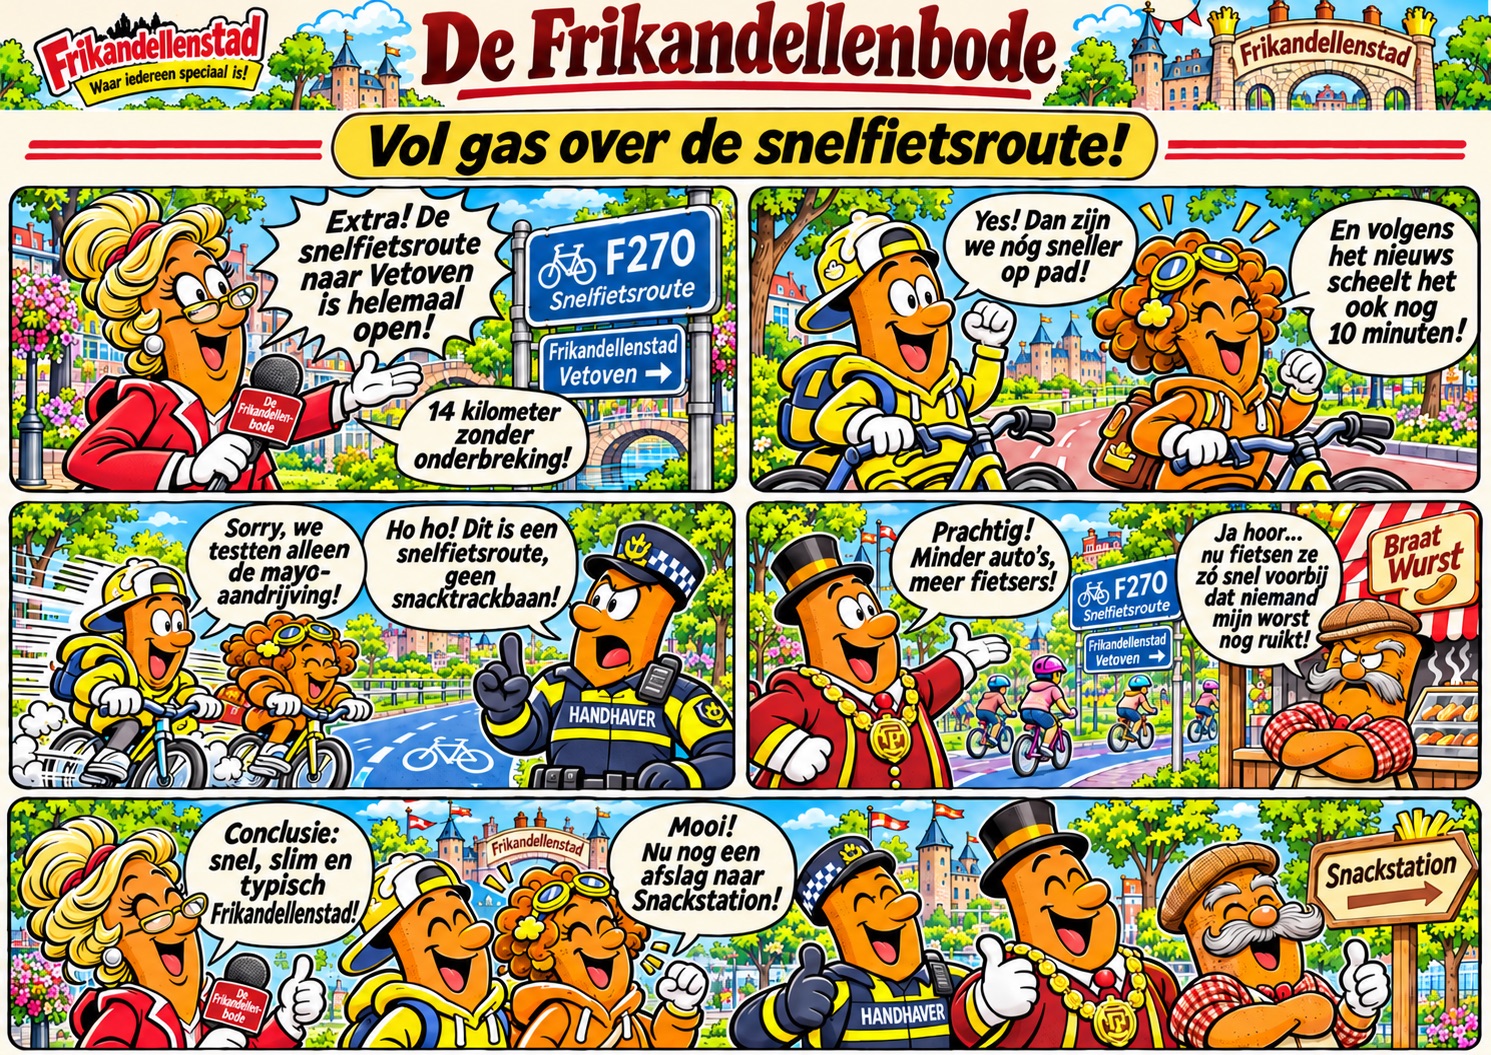 Frikandellenstad
Waar iedereen speciaal is!
De Frikandellenbode
Frikandellenstad
Vol gas over de snelfietsroute!
Extra! De
snelfietsroute
naar Vetoven
is helemaal
open!
F270
Snelfietsroute
Frikandellenstad
Vetoven →
De
Frikandellen-
bode
14 kilometer
zonder
onderbreking!
Yes! Dan zijn
we nóg sneller
op pad!
En volgens
het nieuws
scheelt het
ook nog
10 minuten!
Sorry, we
testten alleen
de mayo-
aandrijving!
Ho ho! Dit is een
snelfietsroute,
geen
snacktrackbaan!
HANDHAVER
Prachtig!
Minder auto's,
meer fietsers!
F270
Snelfietsroute
Frikandellenstad
Vetoven →
Ja hoor...
nu fietsen ze
zó snel voorbij
dat niemand
mijn worst
nog ruikt!
Braat
Wurst
Conclusie:
snel, slim en
typisch
Frikandellenstad!
De
Frikandellen-
bode
Frikandellenstad
Mooi!
Nu nog een
afslag naar
Snackstation!
HANDHAVER
Snackstation